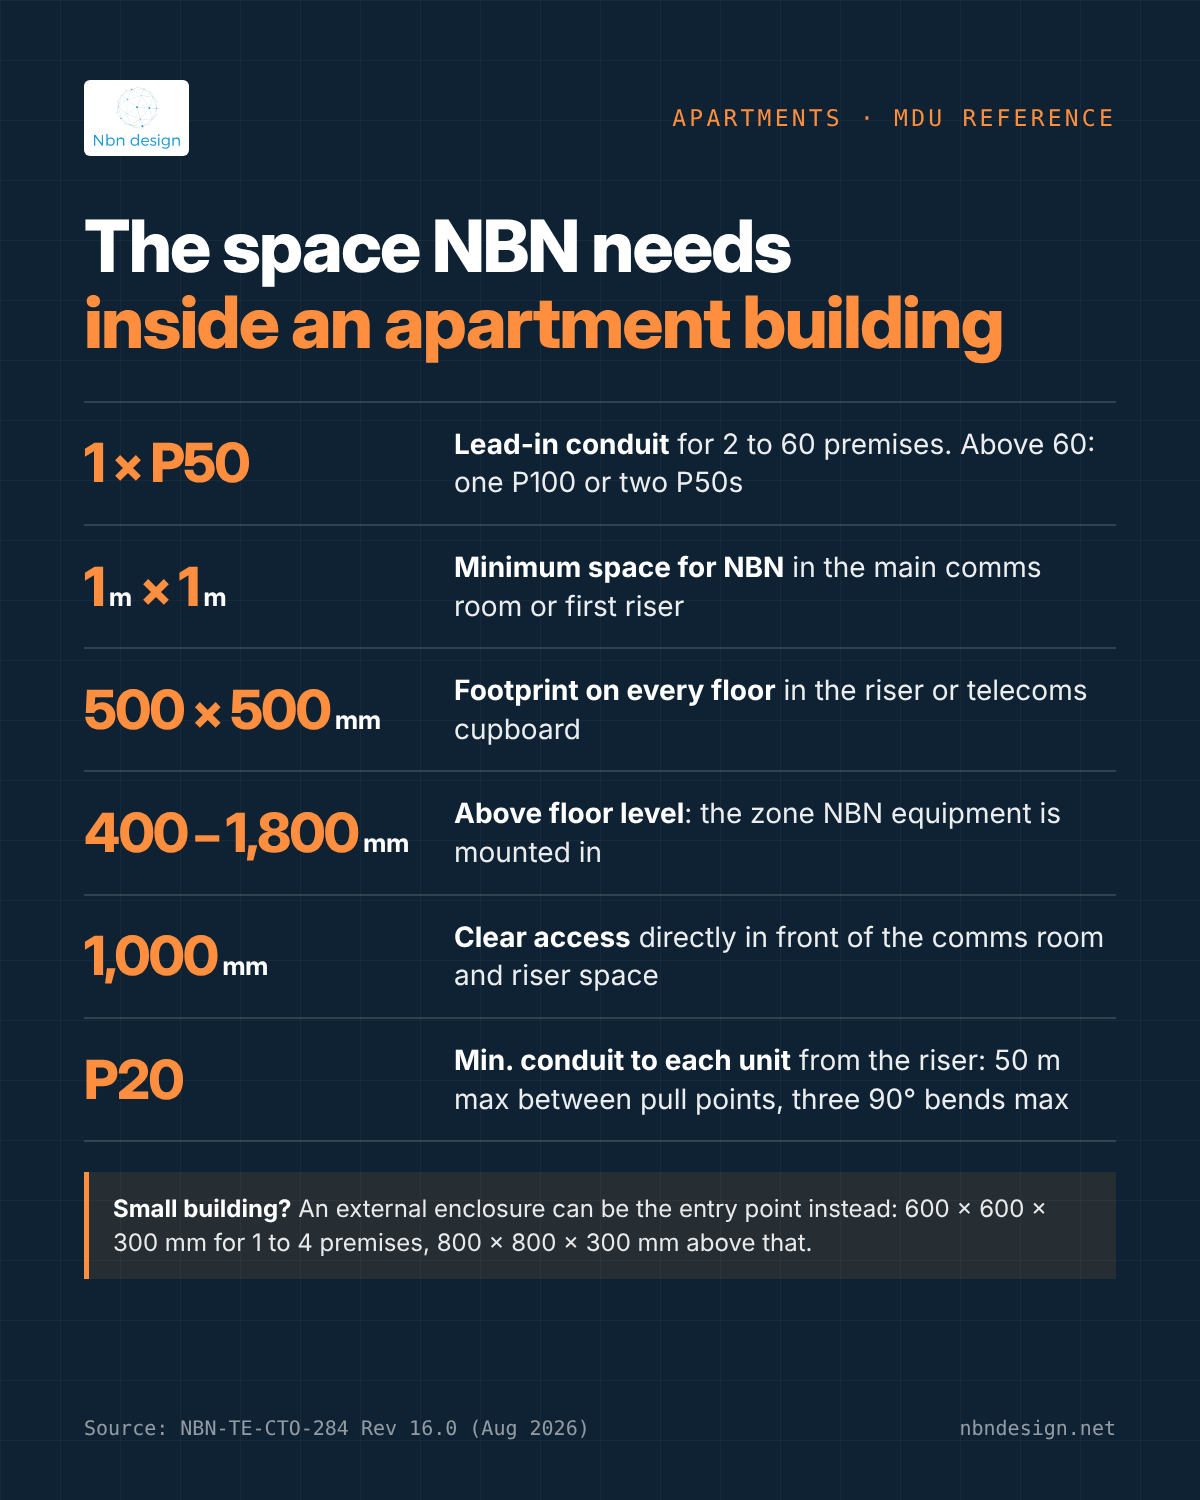 Nbn design
APARTMENTS · MDU REFERENCE
The space NBN needs
inside an apartment building
1 × P50
Lead-in conduit for 2 to 60 premises. Above 60:
one P100 or two P50s
1m × 1m
Minimum space for NBN in the main comms
room or first riser
500 × 500 mm
Footprint on every floor in the riser or telecoms
cupboard
400 – 1,800 mm
Above floor level: the zone NBN equipment is
mounted in
1,000 mm
Clear access directly in front of the comms room
and riser space
P20
Min. conduit to each unit from the riser: 50 m
max between pull points, three 90° bends max
Small building? An external enclosure can be the entry point instead: 600 × 600 ×
300 mm for 1 to 4 premises, 800 × 800 × 300 mm above that.
Source: NBN-TE-CTO-284 Rev 16.0 (Aug 2026)
nbndesign.net